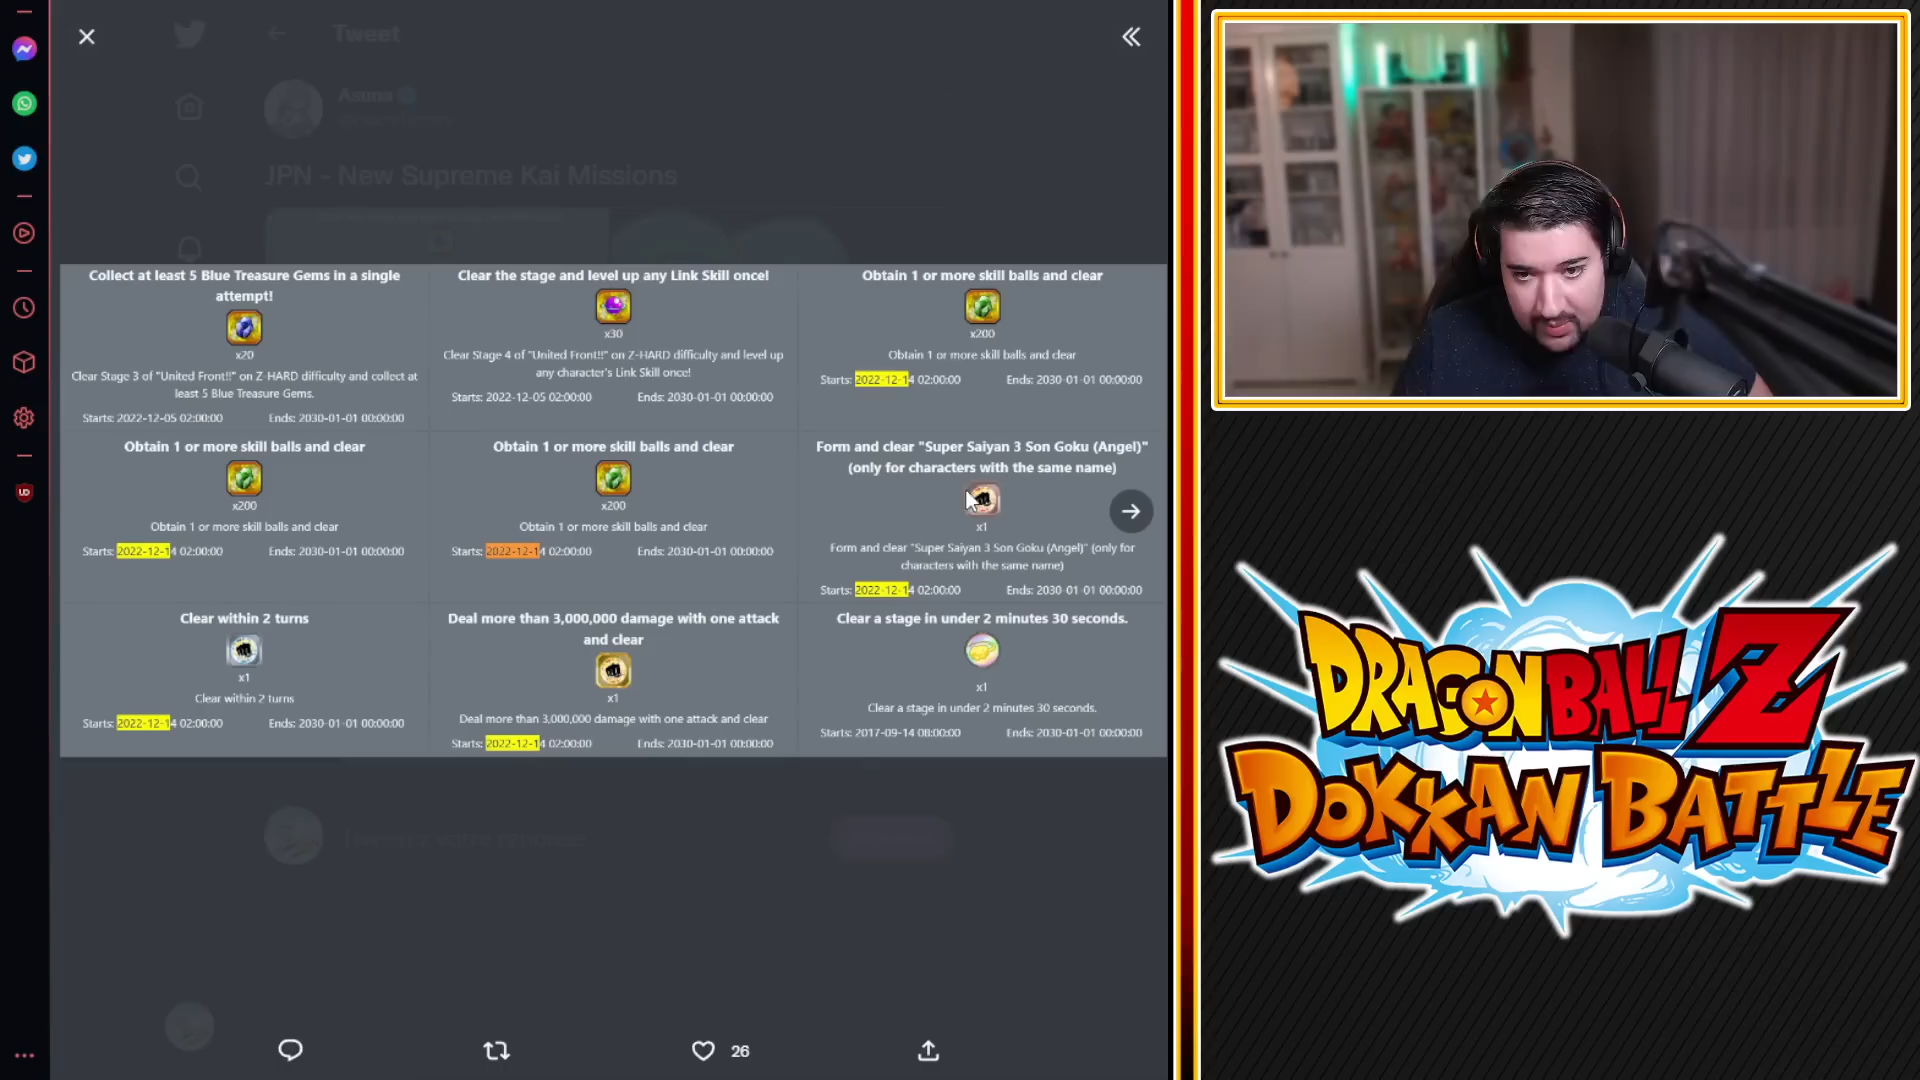 Tweet
Asuna
JPN - New Supreme Kai Missions
Collect at least 5 Blue Treasure Gems in a single
attempt!
x20
Clear Stage 3 of "United Front!!" on Z-HARD difficulty and collect at
least 5 Blue Treasure Gems.
Starts: 2022-12-05 02:00:00 Ends: 2030-01-01 00:00:00
Clear the stage and level up any Link Skill once!
x30
Clear Stage 4 of "United Front!!" on Z-HARD difficulty and level up
any character's Link Skill once!
Starts: 2022-12-05 02:00:00 Ends: 2030-01-01 00:00:00
Obtain 1 or more skill balls and clear
x200
Obtain 1 or more skill balls and clear
Starts: 2022-12-14 02:00:00 Ends: 2030-01-01 00:00:00
Obtain 1 or more skill balls and clear
x200
Obtain 1 or more skill balls and clear
Starts: 2022-12-14 02:00:00 Ends: 2030-01-01 00:00:00
Obtain 1 or more skill balls and clear
x200
Obtain 1 or more skill balls and clear
Starts: 2022-12-14 02:00:00 Ends: 2030-01-01 00:00:00
Form and clear "Super Saiyan 3 Son Goku (Angel)"
(only for characters with the same name)
x1
Form and clear "Super Saiyan 3 Son Goku (Angel)" (only for
characters with the same name)
Starts: 2022-12-14 02:00:00 Ends: 2030-01-01 00:00:00
Clear within 2 turns
x1
Clear within 2 turns
Starts: 2022-12-14 02:00:00 Ends: 2030-01-01 00:00:00
Deal more than 3,000,000 damage with one attack
and clear
x1
Deal more than 3,000,000 damage with one attack and clear
Starts: 2022-12-14 02:00:00 Ends: 2030-01-01 00:00:00
Clear a stage in under 2 minutes 30 seconds.
x1
Clear a stage in under 2 minutes 30 seconds.
Starts: 2017-09-14 08:00:00 Ends: 2030-01-01 00:00:00
26
DRAGONBALL Z
DOKKAN BATTLE